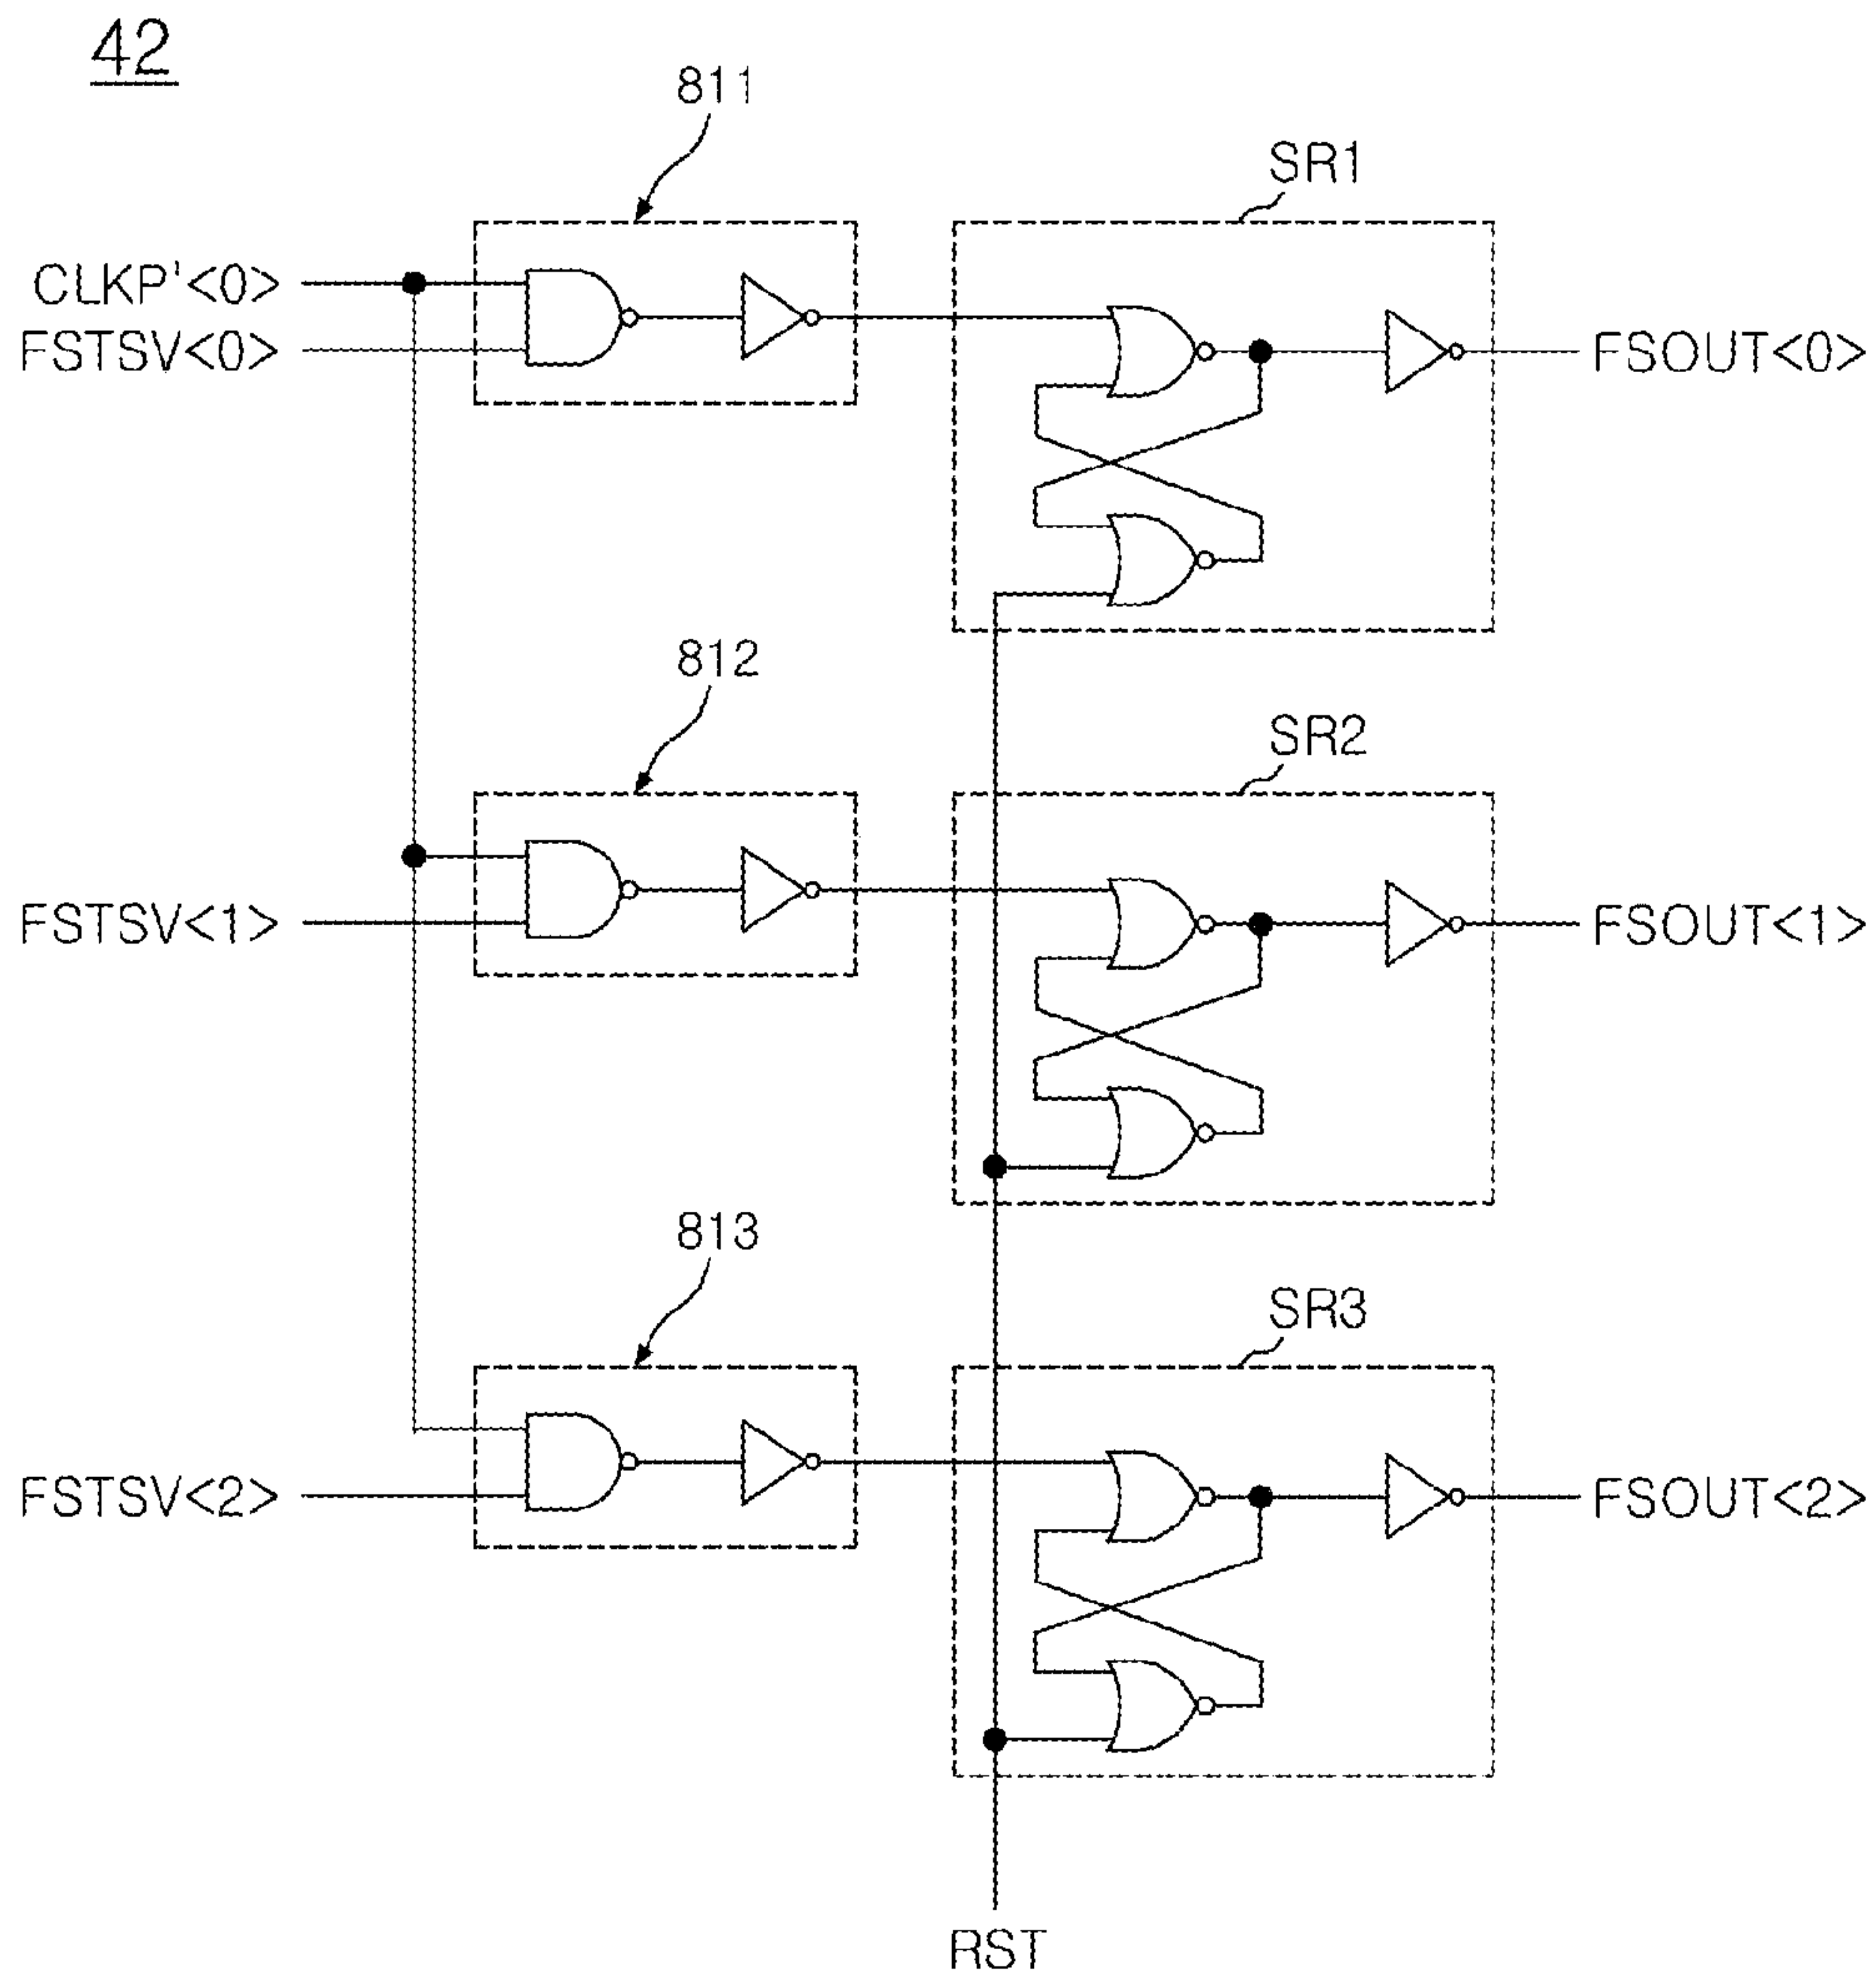 42
811
SR1
CLKP'<0>
FSTSV<0>
FSOUT<0>
812
SR2
FSTSV<1>
FSOUT<1>
813
SR3
FSTSV<2>
FSOUT<2>
RST